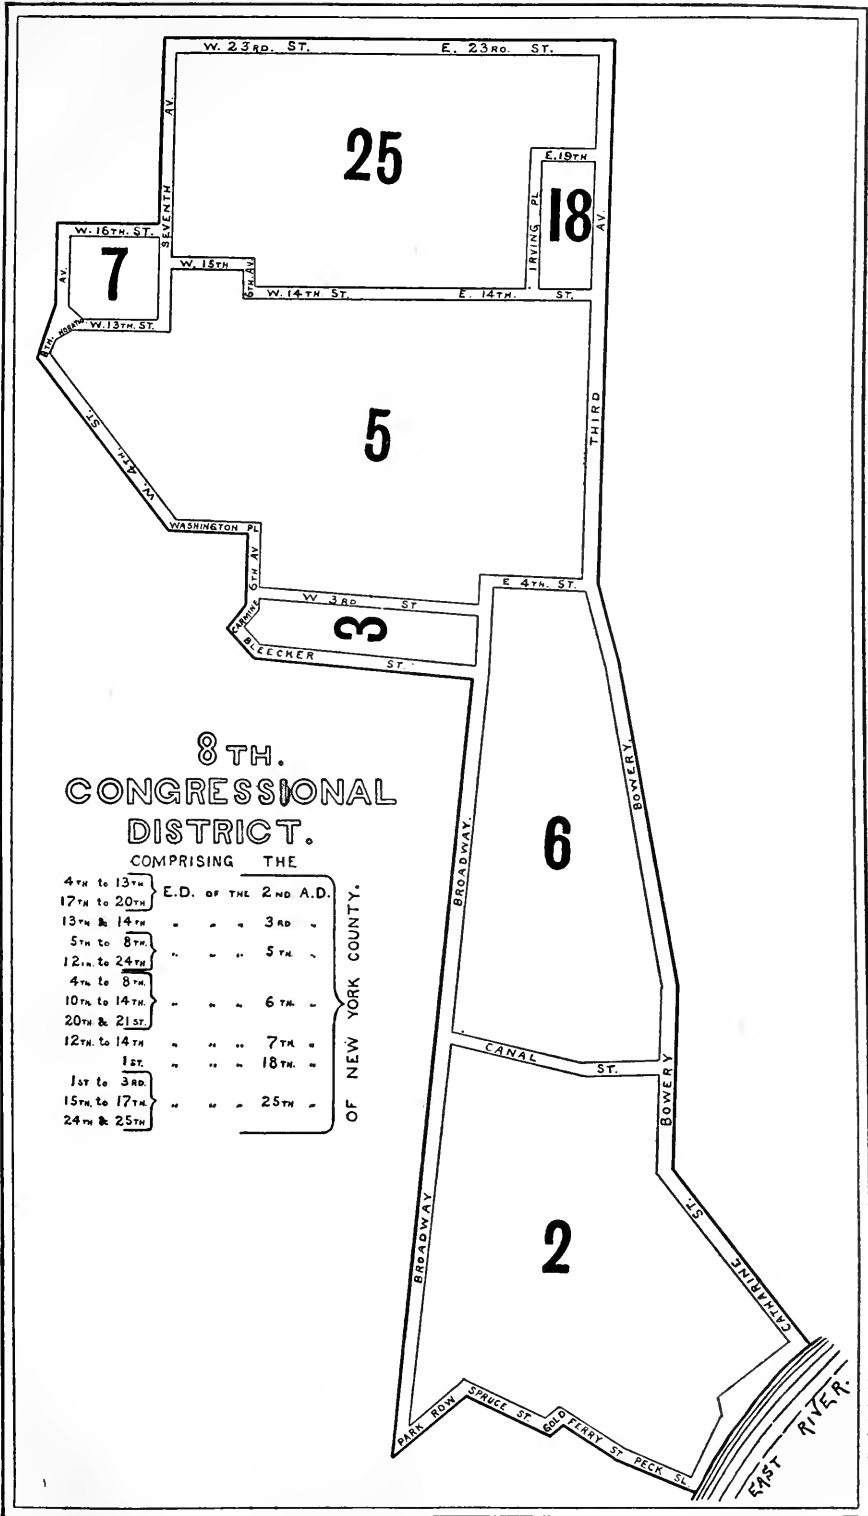 W. 23RD. ST. E. 23RD. ST.
SEVENTH AV.
25
E. 19TH
IRVING PL
18
THIRD AV.
W. 16TH. ST.
8TH. AV.
7
W. 15TH
6TH. AV
HORATIO
W. 13TH. ST.
W. 14TH ST. E. 14TH. ST.
5
W. 4TH. ST.
WASHINGTON PL
6TH AV
E 4TH. ST.
W 3RD ST
CARMINE
3
BLEECKER ST.
BOWERY.
BROADWAY.
6
8TH.
CONGRESSIONAL
DISTRICT.
COMPRISING THE
4TH to 13TH
17TH to 20TH } E.D. OF THE 2ND A.D.
13TH & 14TH " " " 3RD "
5TH to 8TH.
12TH. to 24TH } " " " 5TH. "
4TH to 8TH.
10TH. to 14TH.
20TH & 21ST. } " " " 6TH. "
12TH. to 14TH " " " 7TH "
1ST. " " " 18TH. "
1ST to 3RD.
15TH. to 17TH.
24TH & 25TH } " " " 25TH "
OF NEW YORK COUNTY.
CANAL ST.
BOWERY
BROADWAY
2
CATHARINE ST.
PARK ROW
SPRUCE ST.
GOLD
FERRY ST
PECK SL.
EAST RIVER.